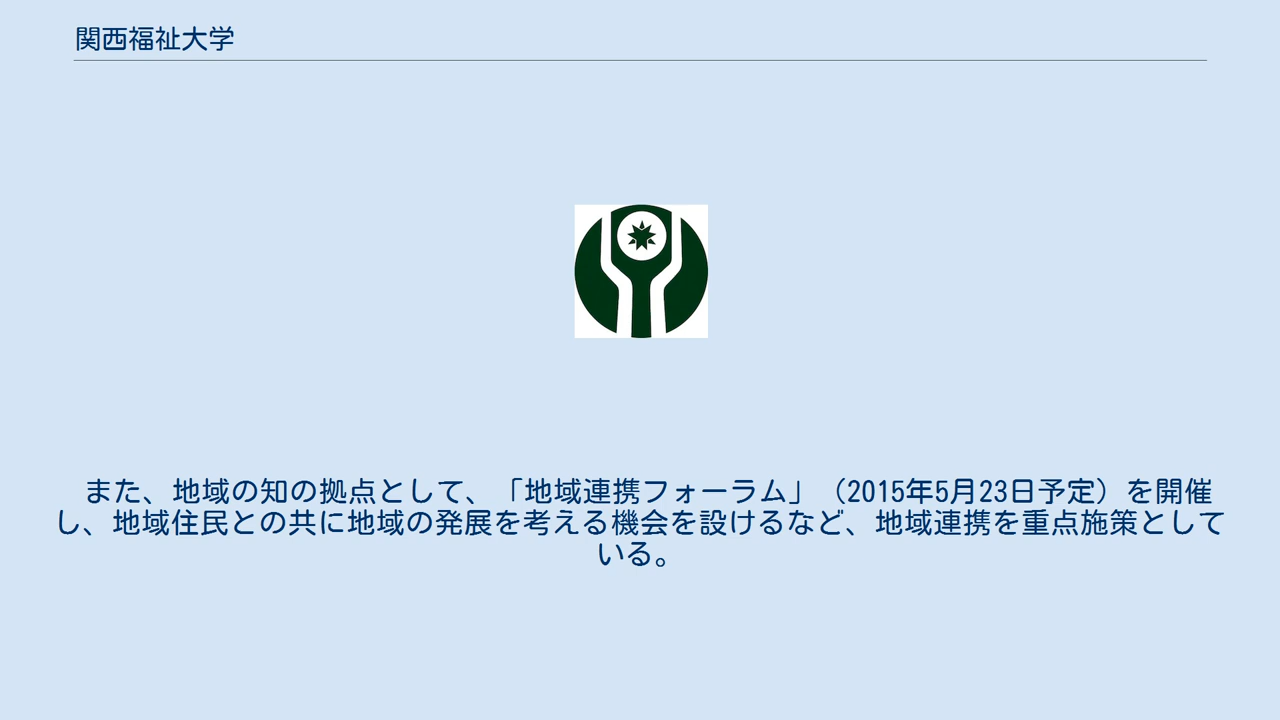 関西福祉大学
また、地域の知の拠点として、「地域連携フォーラム」（2015年5月23日予定）を開催
し、地域住民との共に地域の発展を考える機会を設けるなど、地域連携を重点施策として
いる。